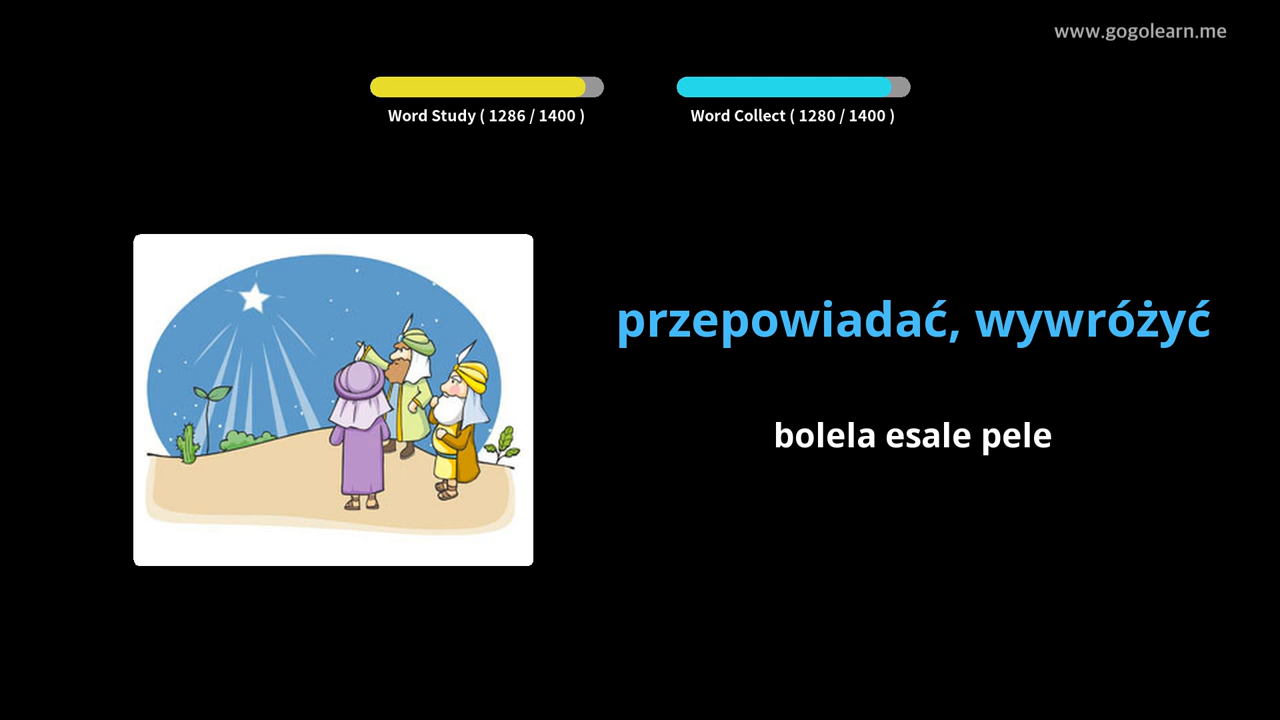 www.gogolearn.me
Word Study ( 1286 / 1400 )
Word Collect ( 1280 / 1400 )
przepowiadać, wywróżyć
bolela esale pele